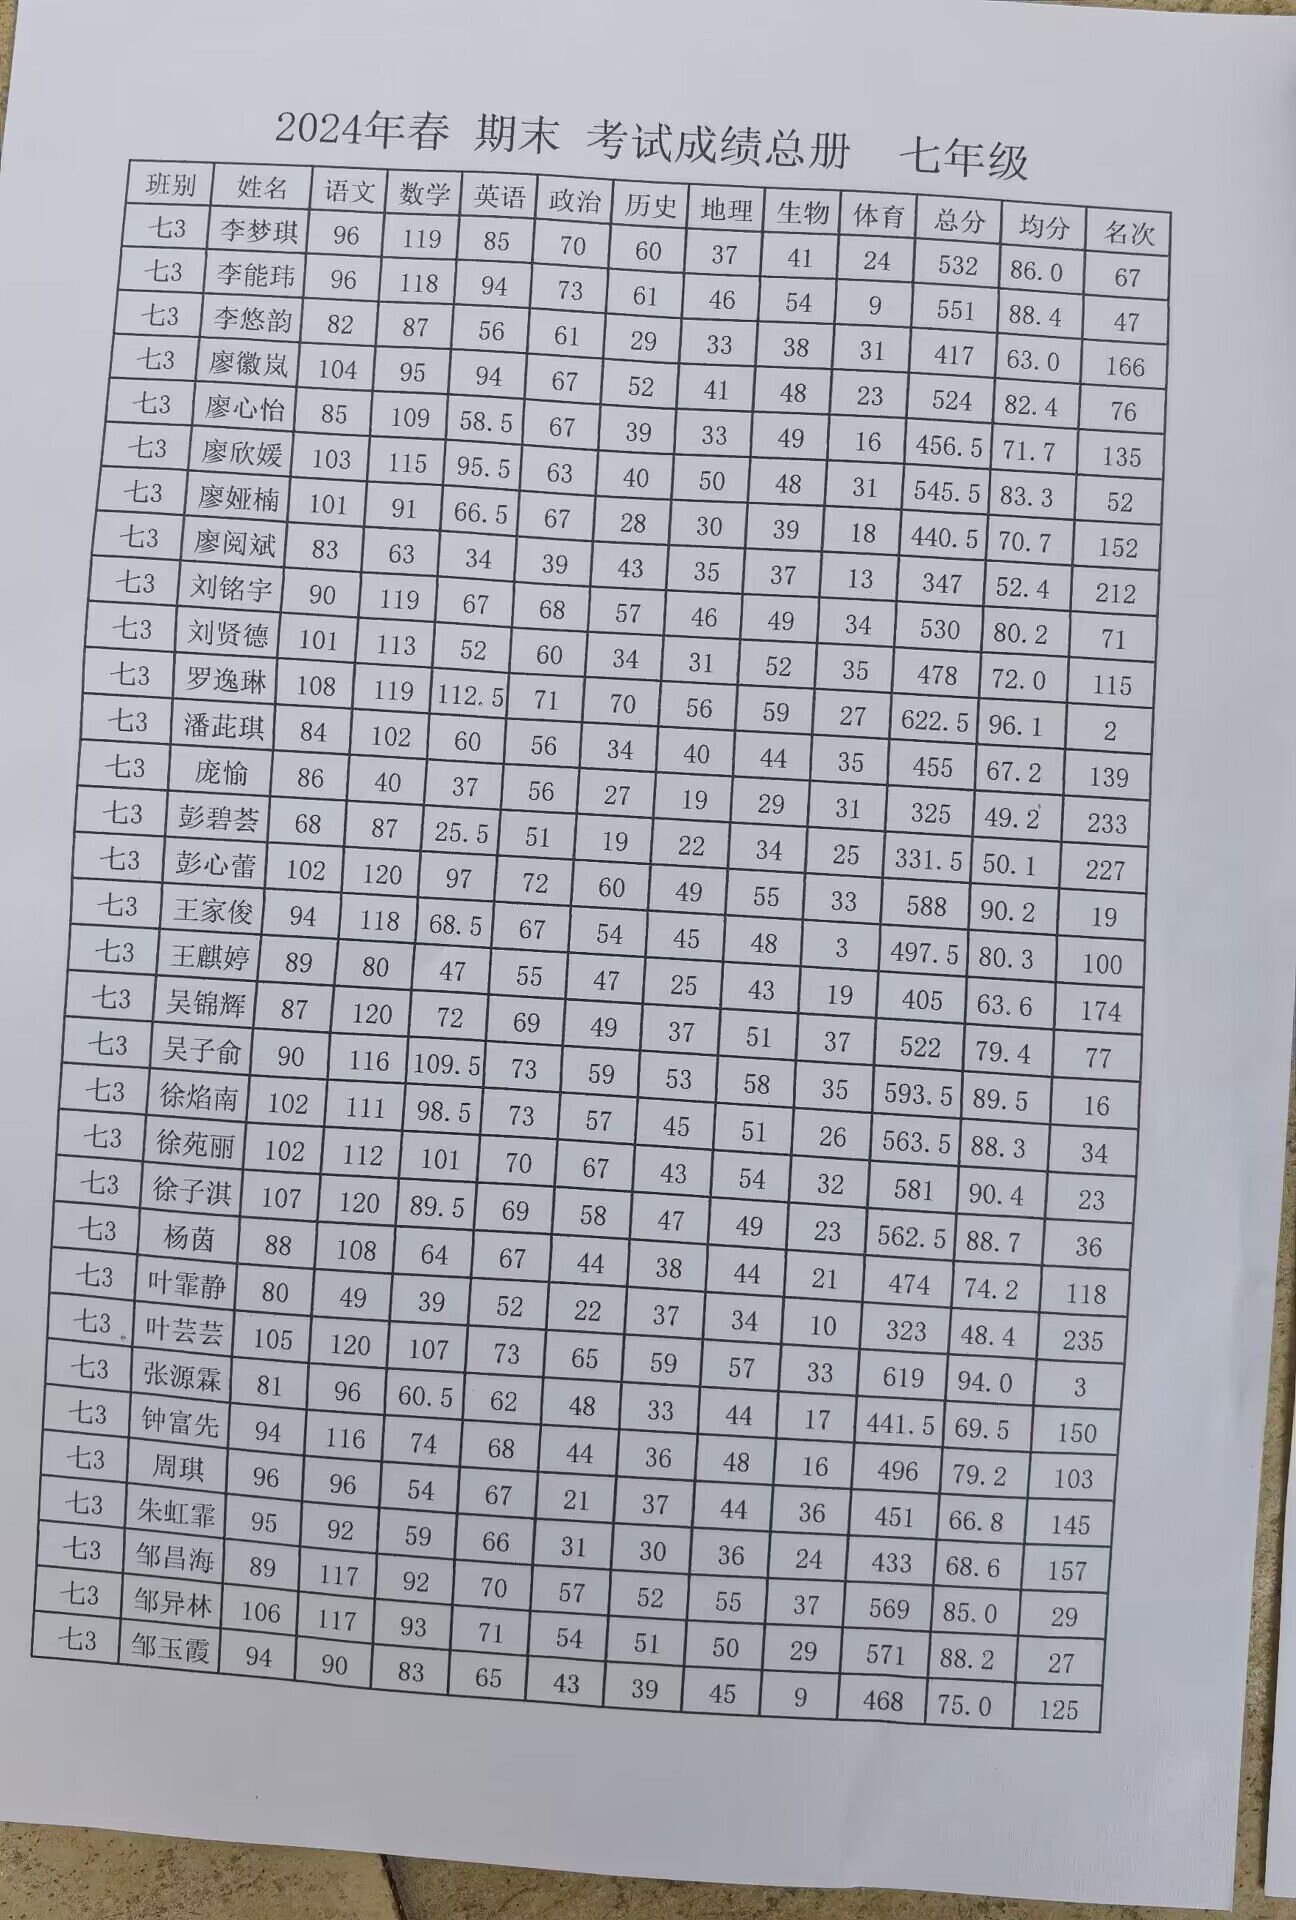 2024年春 期末 考试成绩总册 七年级
班别 姓名 语文 数学 英语 政治 历史 地理 生物 体育 总分 均分 名次
七3 李梦琪 96 119 85 70 60 37 41 24 532 86.0 67
七3 李能玮 96 118 94 73 61 46 54 9 551 88.4 47
七3 李悠韵 82 87 56 61 29 33 38 31 417 63.0 166
七3 廖徽岚 104 95 94 67 52 41 48 23 524 82.4 76
七3 廖心怡 85 109 58.5 67 39 33 49 16 456.5 71.7 135
七3 廖欣媛 103 115 95.5 63 40 50 48 31 545.5 83.3 52
七3 廖娅楠 101 91 66.5 67 28 30 39 18 440.5 70.7 152
七3 廖阅斌 83 63 34 39 43 35 37 13 347 52.4 212
七3 刘铭宇 90 119 67 68 57 46 49 34 530 80.2 71
七3 刘贤德 101 113 52 60 34 31 52 35 478 72.0 115
七3 罗逸琳 108 119 112.5 71 70 56 59 27 622.5 96.1 2
七3 潘茈琪 84 102 60 56 34 40 44 35 455 67.2 139
七3 庞愉 86 40 37 56 27 19 29 31 325 49.2 233
七3 彭碧荟 68 87 25.5 51 19 22 34 25 331.5 50.1 227
七3 彭心蕾 102 120 97 72 60 49 55 33 588 90.2 19
七3 王家俊 94 118 68.5 67 54 45 48 3 497.5 80.3 100
七3 王麒婷 89 80 47 55 47 25 43 19 405 63.6 174
七3 吴锦辉 87 120 72 69 49 37 51 37 522 79.4 77
七3 吴子俞 90 116 109.5 73 59 53 58 35 593.5 89.5 16
七3 徐焰南 102 111 98.5 73 57 45 51 26 563.5 88.3 34
七3 徐苑丽 102 112 101 70 67 43 54 32 581 90.4 23
七3 徐子淇 107 120 89.5 69 58 47 49 23 562.5 88.7 36
七3 杨茵 88 108 64 67 44 38 44 21 474 74.2 118
七3 叶霏静 80 49 39 52 22 37 34 10 323 48.4 235
七3 叶芸芸 105 120 107 73 65 59 57 33 619 94.0 3
七3 张源霖 81 96 60.5 62 48 33 44 17 441.5 69.5 150
七3 钟富先 94 116 74 68 44 36 48 16 496 79.2 103
七3 周琪 96 96 54 67 21 37 44 36 451 66.8 145
七3 朱虹霏 95 92 59 66 31 30 36 24 433 68.6 157
七3 邹昌海 89 117 92 70 57 52 55 37 569 85.0 29
七3 邹异林 106 117 93 71 54 51 50 29 571 88.2 27
七3 邹玉霞 94 90 83 65 43 39 45 9 468 75.0 125